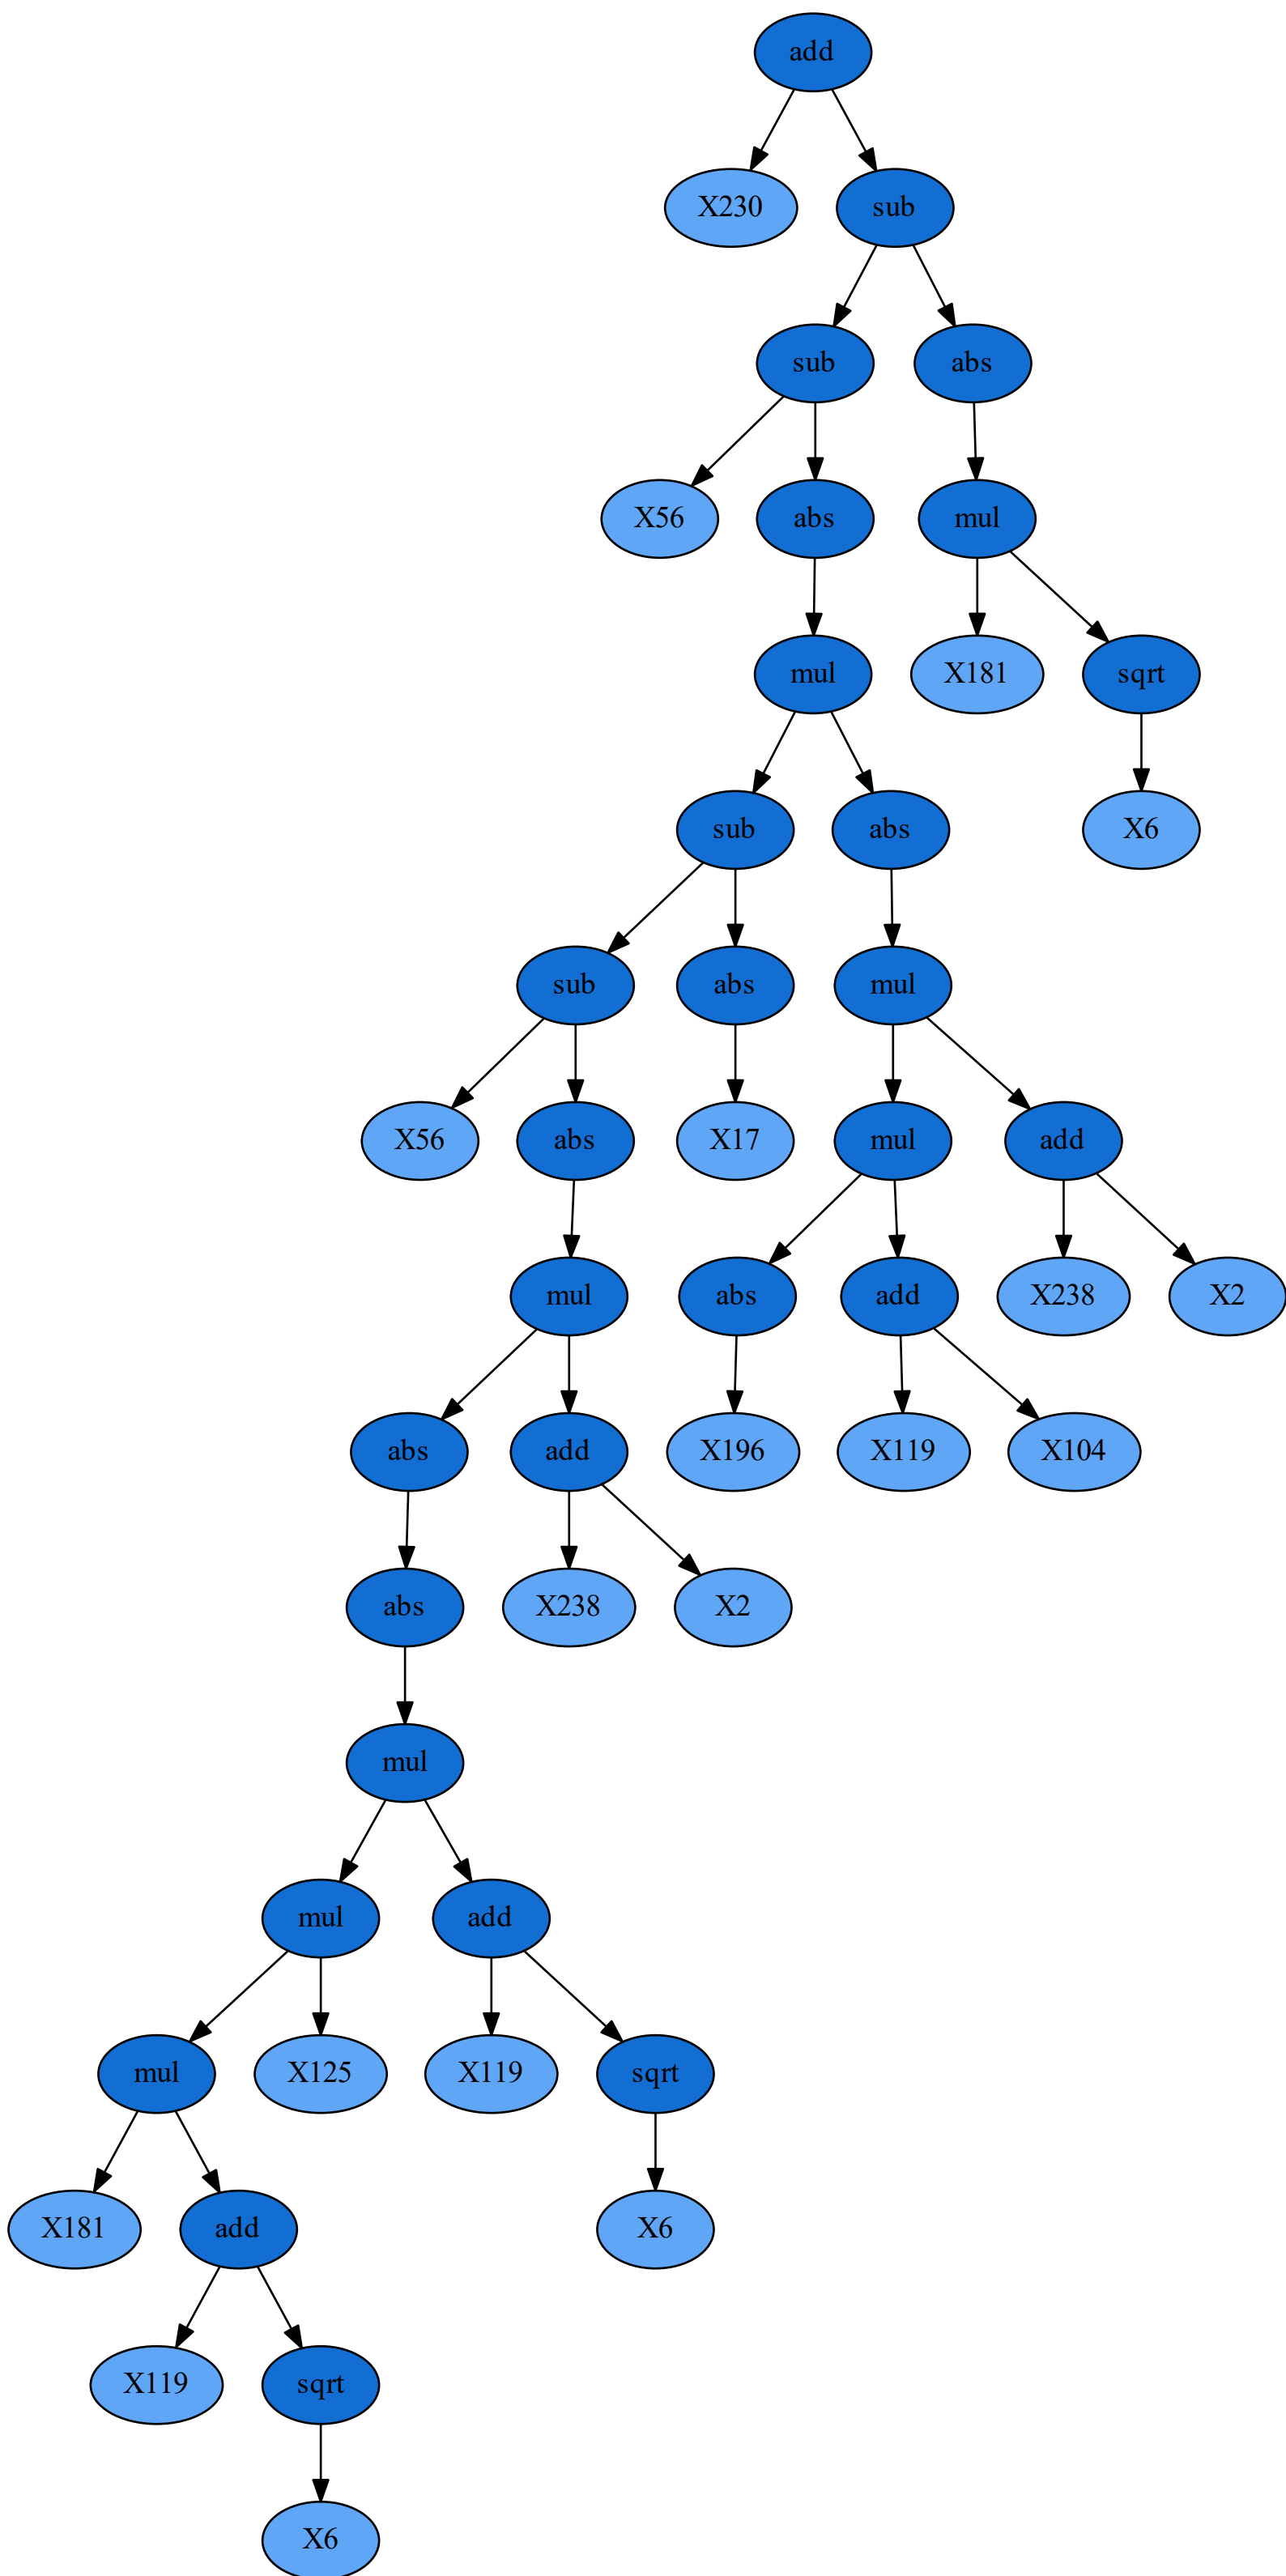 add
X230 sub
sub abs
X56 abs mul
mul X181 sqrt
sub abs X6
sub abs mul
X56 abs X17 mul add
mul abs add X238 X2
abs add X196 X119 X104
abs X238 X2
mul
mul add
mul X125 X119 sqrt
X181 add X6
X119 sqrt
X6